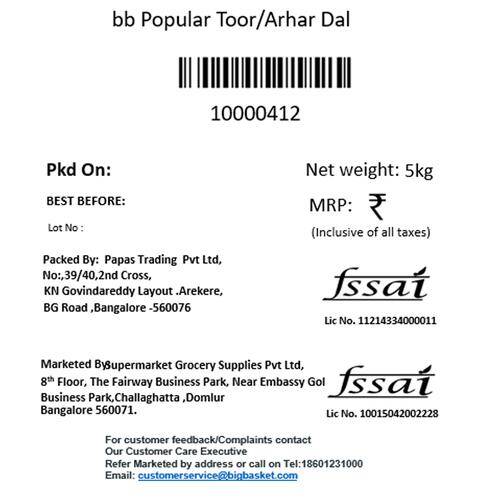 bb Popular Toor/Arhar Dal
10000412
Pkd On:
Net weight: 5kg
BEST BEFORE:
MRP: ₹
Lot No :
(Inclusive of all taxes)
Packed By: Papas Trading Pvt Ltd,
No:,39/40,2nd Cross,
KN Govindareddy Layout .Arekere,
BG Road ,Bangalore -560076
fssai
Lic No. 11214334000011
Marketed By:Supermarket Grocery Supplies Pvt Ltd,
8th Floor, The Fairway Business Park, Near Embassy Gol
Business Park,Challaghatta ,Domlur
Bangalore 560071.
fssai
Lic No. 10015042002228
For customer feedback/Complaints contact
Our Customer Care Executive
Refer Marketed by address or call on Tel:18601231000
Email: customerservice@bigbasket.com